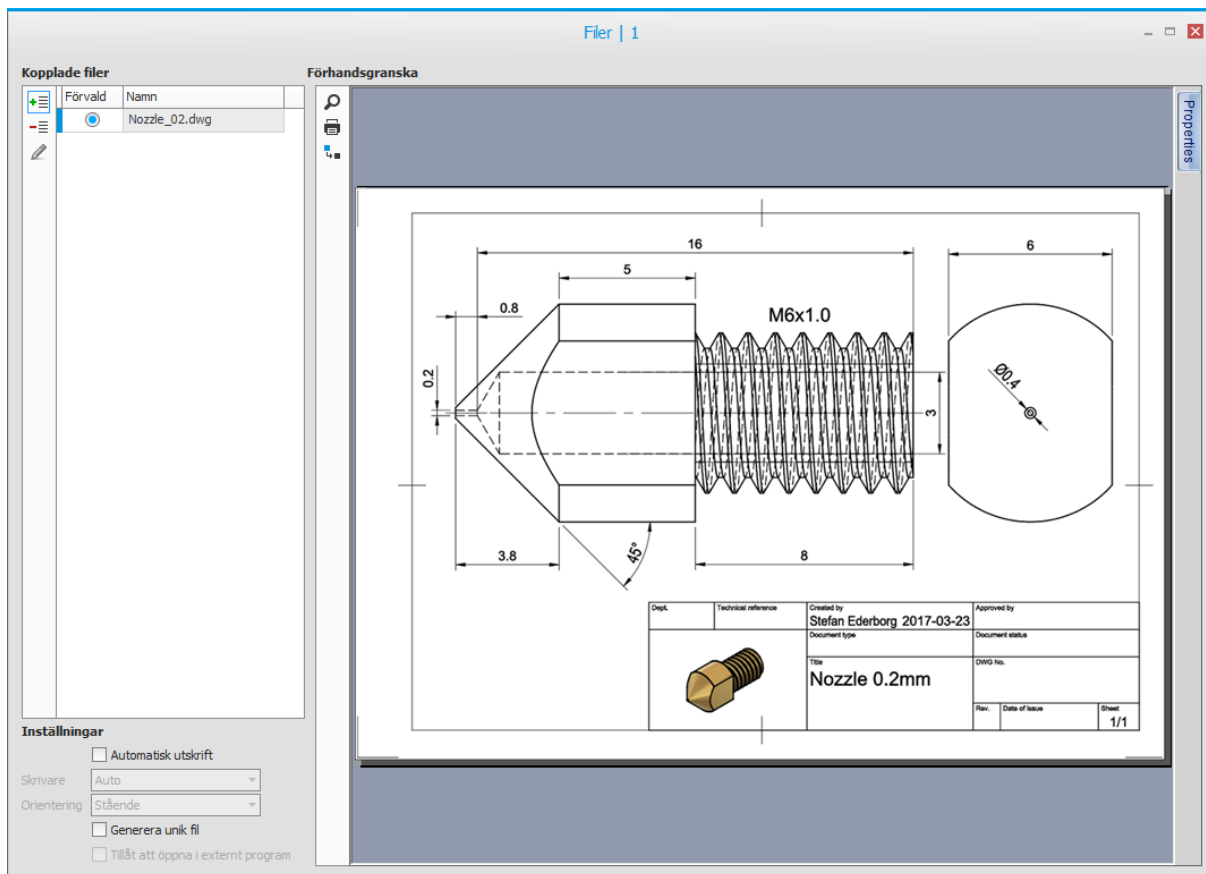 Filer | 1
Kopplade filer
Förhandsgranska
Förvald Namn
Nozzle_02.dwg
Properties
16
6
5
0.8
M6x1.0
0.2
Ø0.4
3
45°
3.8
8
Dept.
Technical reference
Created by
Stefan Ederborg 2017-03-23
Approved by
Document type
Document status
Title
Nozzle 0.2mm
DWG No.
Rev.
Date of issue
Sheet
1/1
Inställningar
Automatisk utskrift
Skrivare Auto
Orientering Stående
Generera unik fil
Tillåt att öppna i externt program